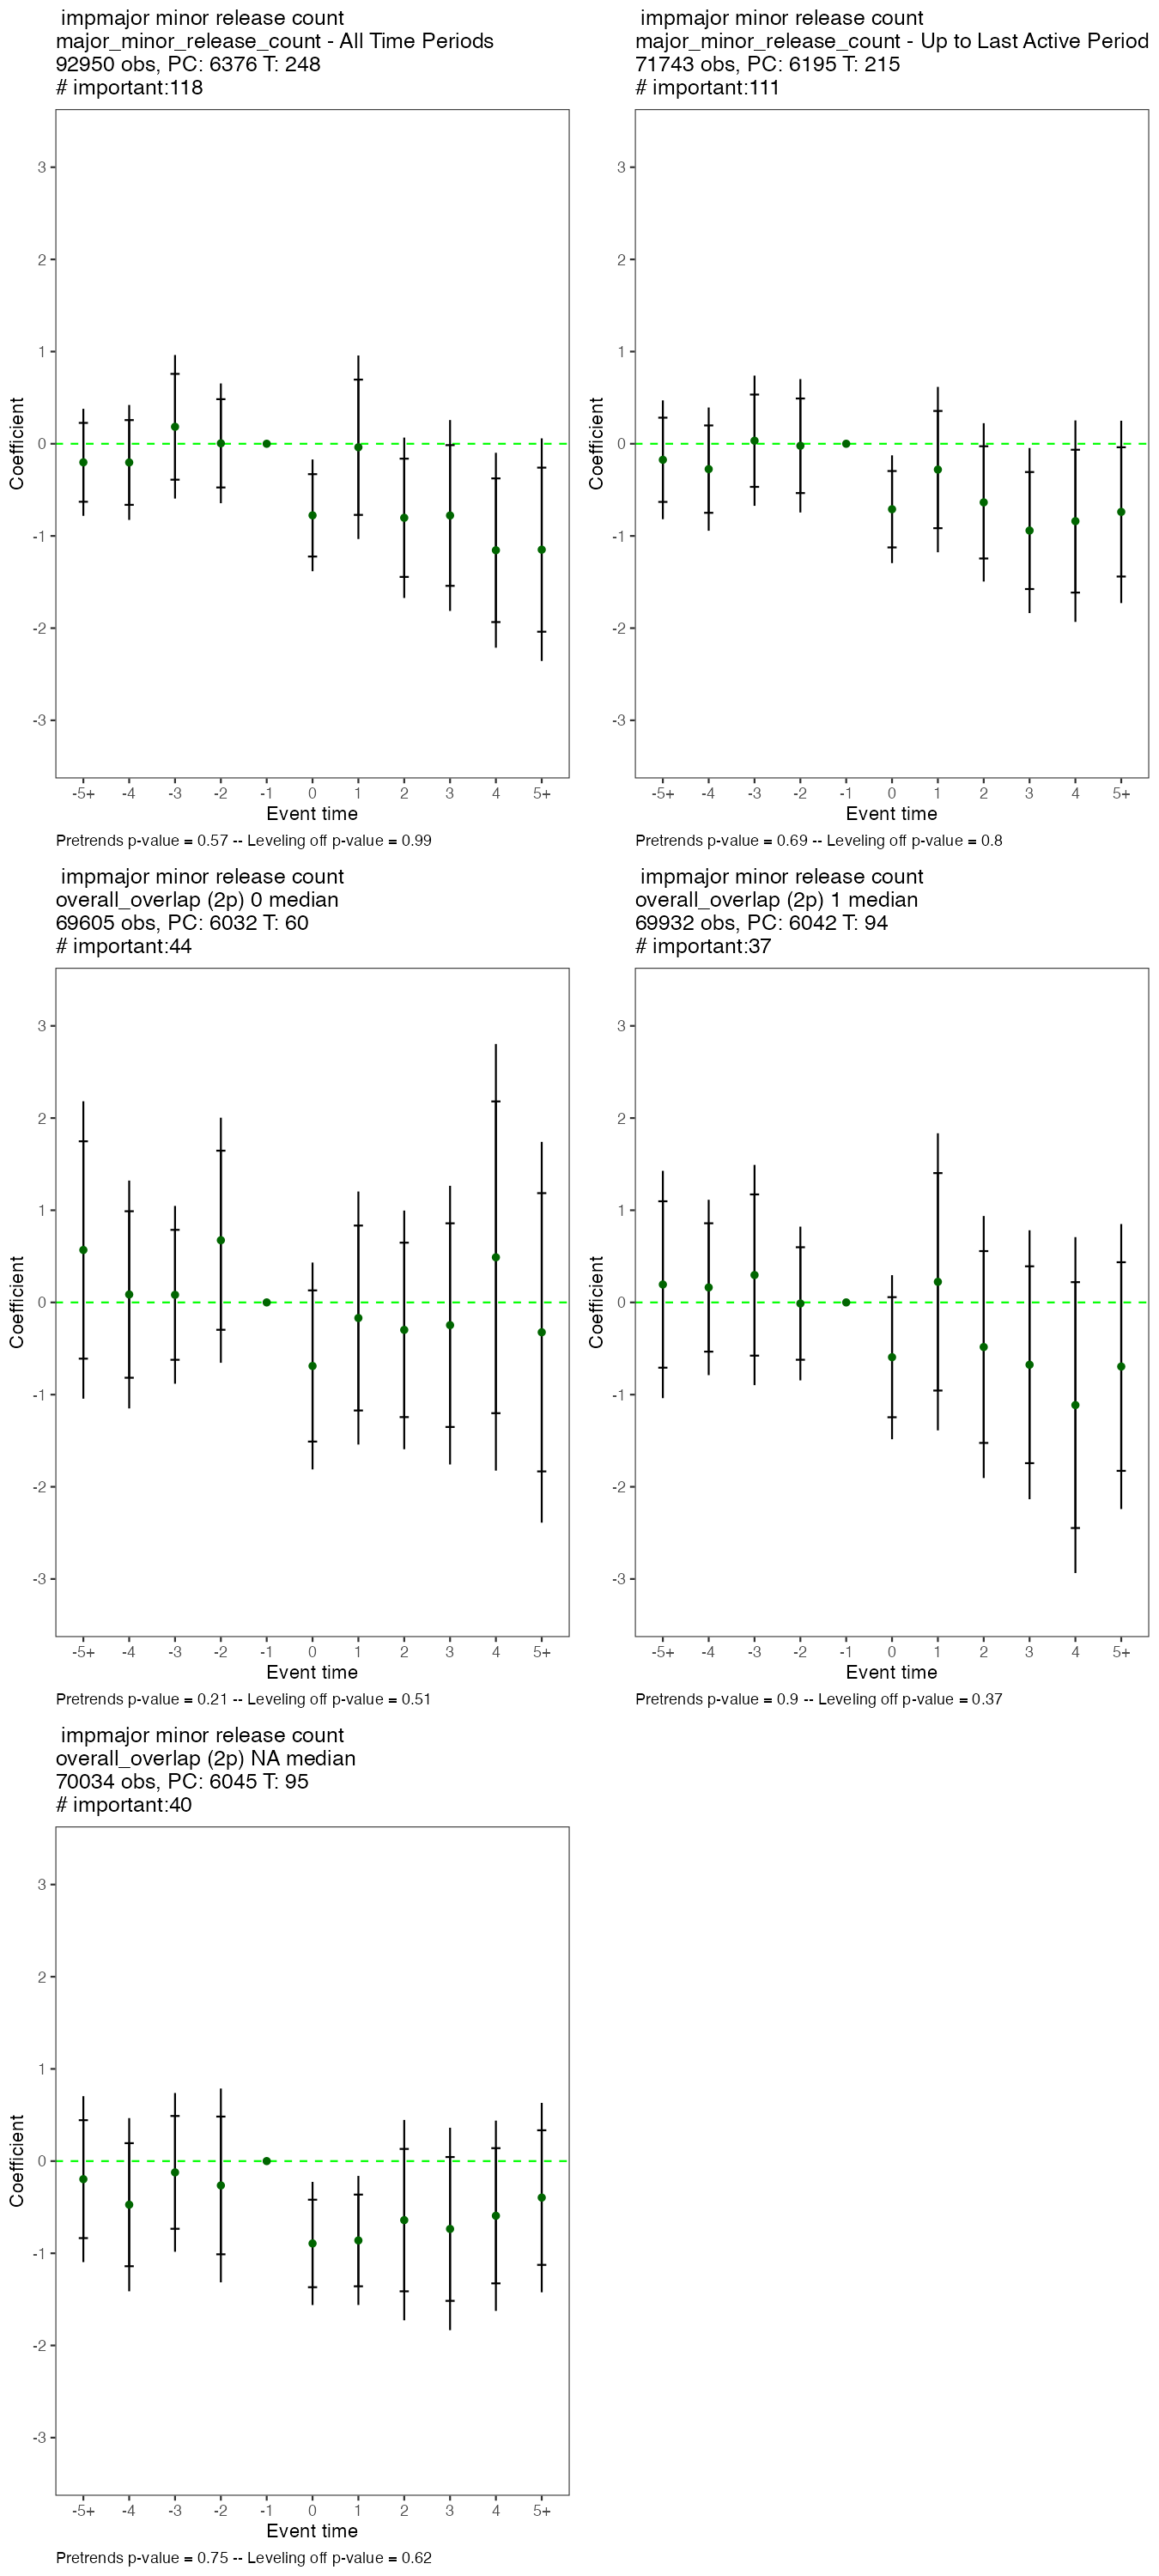 impmajor minor release count
major_minor_release_count - All Time Periods
92950 obs, PC: 6376 T: 248
# important:118
3
2
1
0
-1
-2
-3
Coefficient
-5+ -4 -3 -2 -1 0 1 2 3 4 5+
Event time
Pretrends p-value = 0.57 -- Leveling off p-value = 0.99
impmajor minor release count
major_minor_release_count - Up to Last Active Period
71743 obs, PC: 6195 T: 215
# important:111
3
2
1
0
-1
-2
-3
Coefficient
-5+ -4 -3 -2 -1 0 1 2 3 4 5+
Event time
Pretrends p-value = 0.69 -- Leveling off p-value = 0.8
impmajor minor release count
overall_overlap (2p) 0 median
69605 obs, PC: 6032 T: 60
# important:44
3
2
1
0
-1
-2
-3
Coefficient
-5+ -4 -3 -2 -1 0 1 2 3 4 5+
Event time
Pretrends p-value = 0.21 -- Leveling off p-value = 0.51
impmajor minor release count
overall_overlap (2p) 1 median
69932 obs, PC: 6042 T: 94
# important:37
3
2
1
0
-1
-2
-3
Coefficient
-5+ -4 -3 -2 -1 0 1 2 3 4 5+
Event time
Pretrends p-value = 0.9 -- Leveling off p-value = 0.37
impmajor minor release count
overall_overlap (2p) NA median
70034 obs, PC: 6045 T: 95
# important:40
3
2
1
0
-1
-2
-3
Coefficient
-5+ -4 -3 -2 -1 0 1 2 3 4 5+
Event time
Pretrends p-value = 0.75 -- Leveling off p-value = 0.62